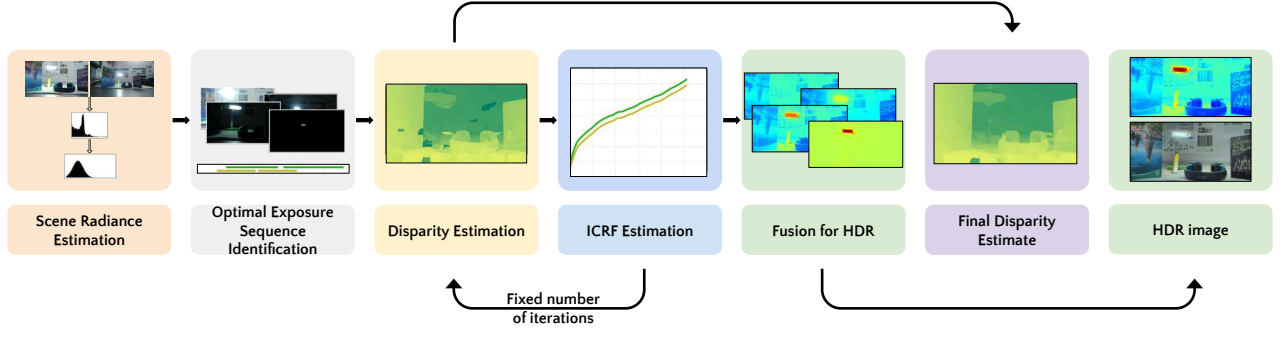 Scene Radiance
Estimation
Optimal Exposure
Sequence
Identification
Disparity Estimation
ICRF Estimation
Fusion for HDR
Final Disparity
Estimate
HDR image
Fixed number
of iterations